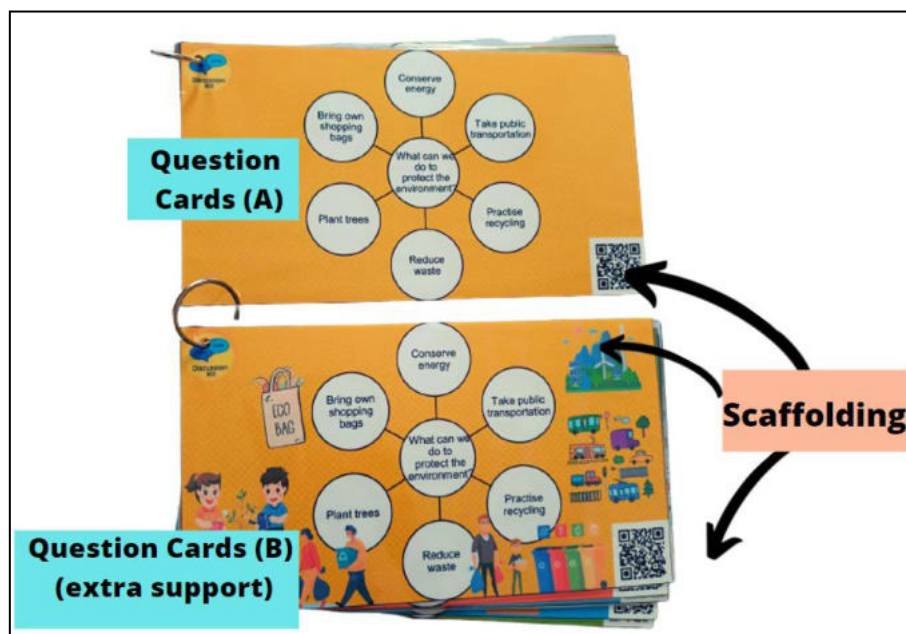 Conserve
energy
Bring own
shopping
bags
Take public
transportation
Question
Cards (A)
What can we
do to
protect the
environment?
Plant trees
Practise
recycling
Reduce
waste
DISCUSSION
KIT
Conserve
energy
ECO
BAG
Bring own
shopping
bags
Take public
transportation
Scaffolding
What can we
do to
protect the
environment?
Plant trees
Practise
recycling
Question Cards (B)
(extra support)
Reduce
waste